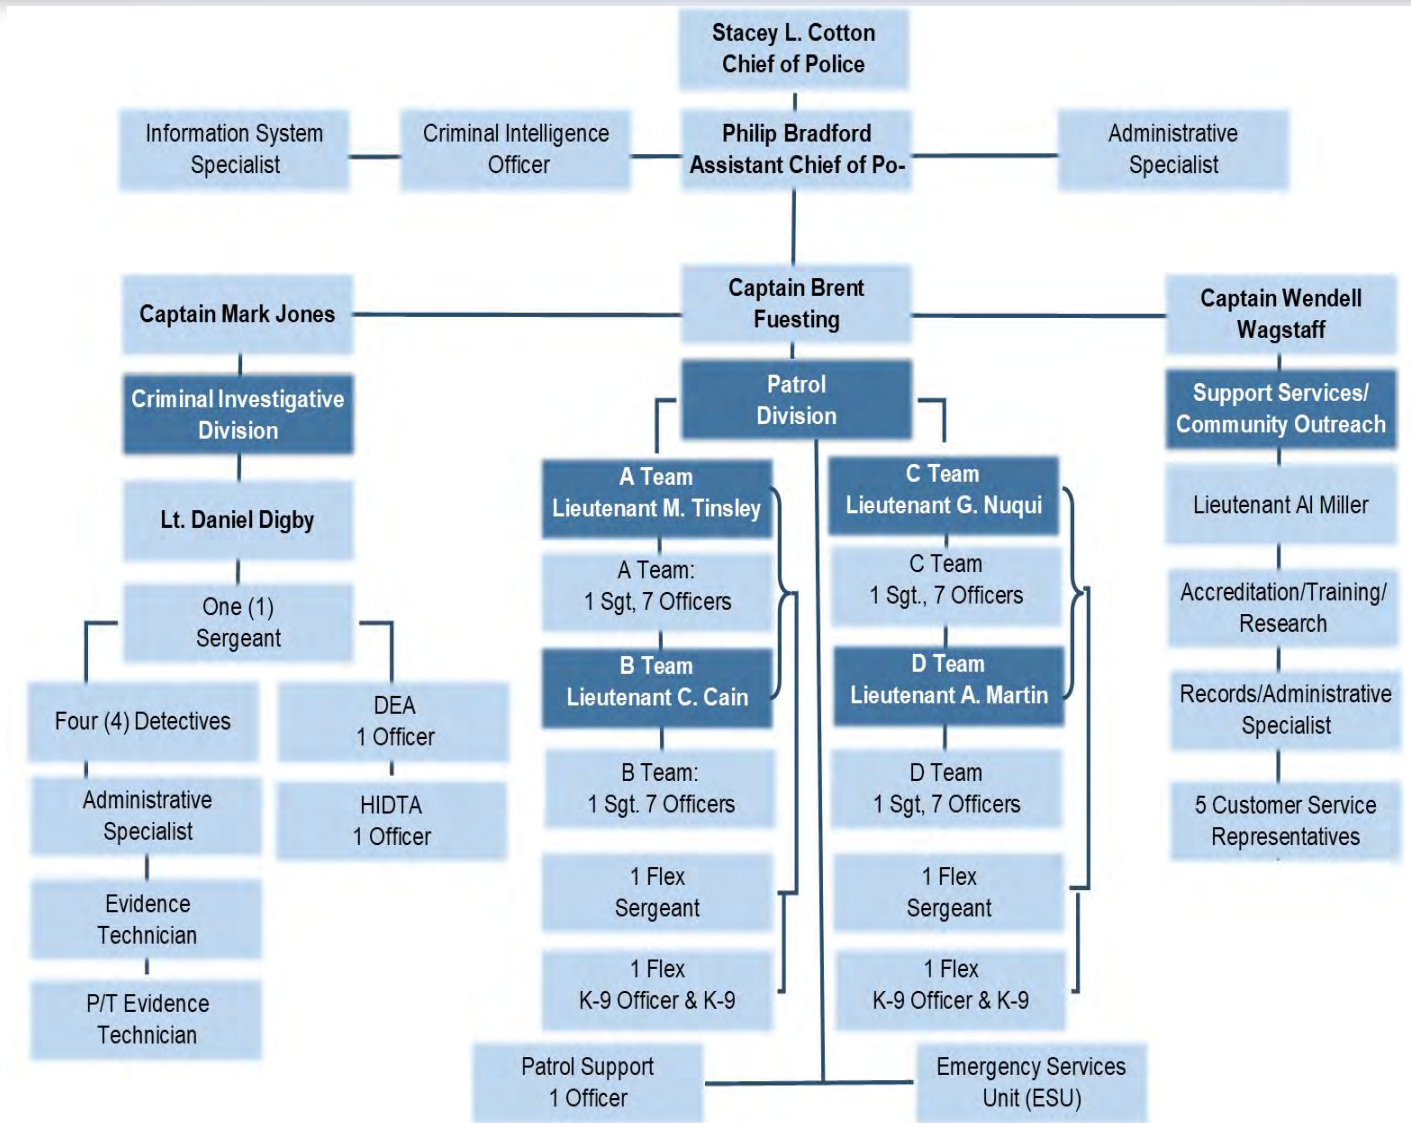 Stacey L. Cotton
Chief of Police
Information System
Specialist
Criminal Intelligence
Officer
Philip Bradford
Assistant Chief of Po-
Administrative
Specialist
Captain Mark Jones
Captain Brent
Fuesting
Captain Wendell
Wagstaff
Criminal Investigative
Division
Lt. Daniel Digby
One (1)
Sergeant
Four (4) Detectives
Administrative
Specialist
Evidence
Technician
P/T Evidence
Technician
DEA
1 Officer
HIDTA
1 Officer
Patrol
Division
A Team
Lieutenant M. Tinsley
A Team:
1 Sgt, 7 Officers
B Team
Lieutenant C. Cain
B Team:
1 Sgt. 7 Officers
1 Flex
Sergeant
1 Flex
K-9 Officer & K-9
C Team
Lieutenant G. Nuqui
C Team
1 Sgt., 7 Officers
D Team
Lieutenant A. Martin
D Team
1 Sgt, 7 Officers
1 Flex
Sergeant
1 Flex
K-9 Officer & K-9
Patrol Support
1 Officer
Emergency Services
Unit (ESU)
Support Services/
Community Outreach
Lieutenant Al Miller
Accreditation/Training/
Research
Records/Administrative
Specialist
5 Customer Service
Representatives